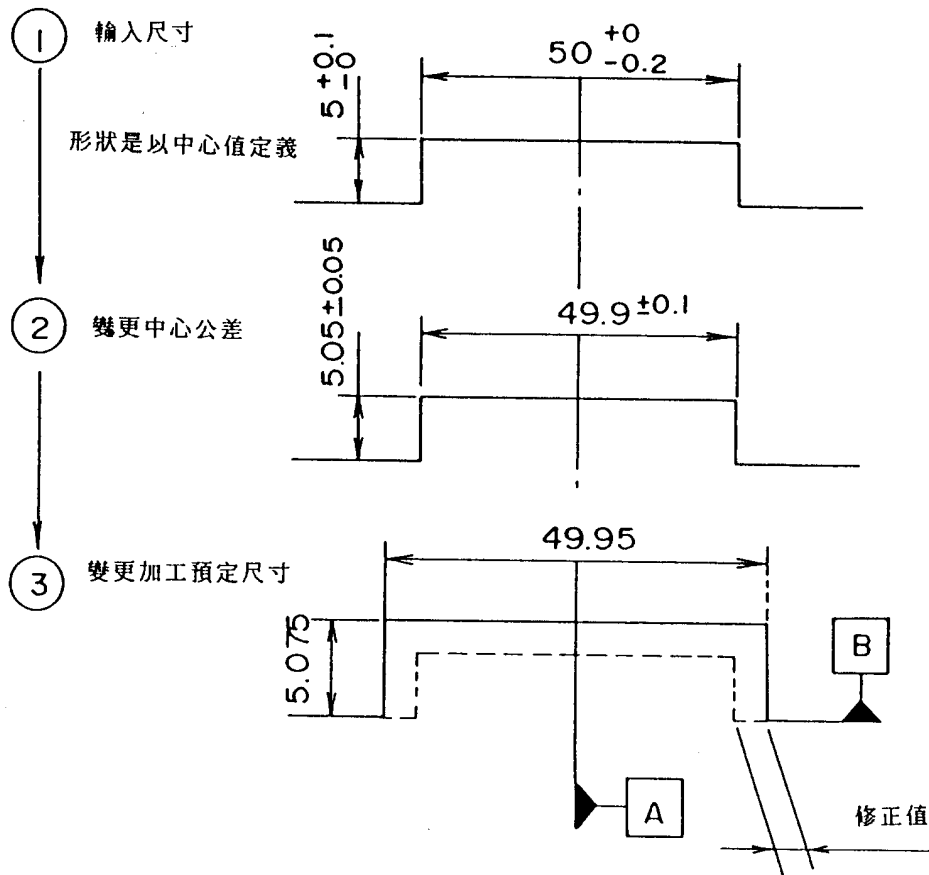 1 輸入尺寸
5 +0.1 -0
50 +0 -0.2
形狀是以中心值定義
2 變更中心公差
5.05±0.05
49.9±0.1
3 變更加工預定尺寸
49.95
5.075
B
A
修正值